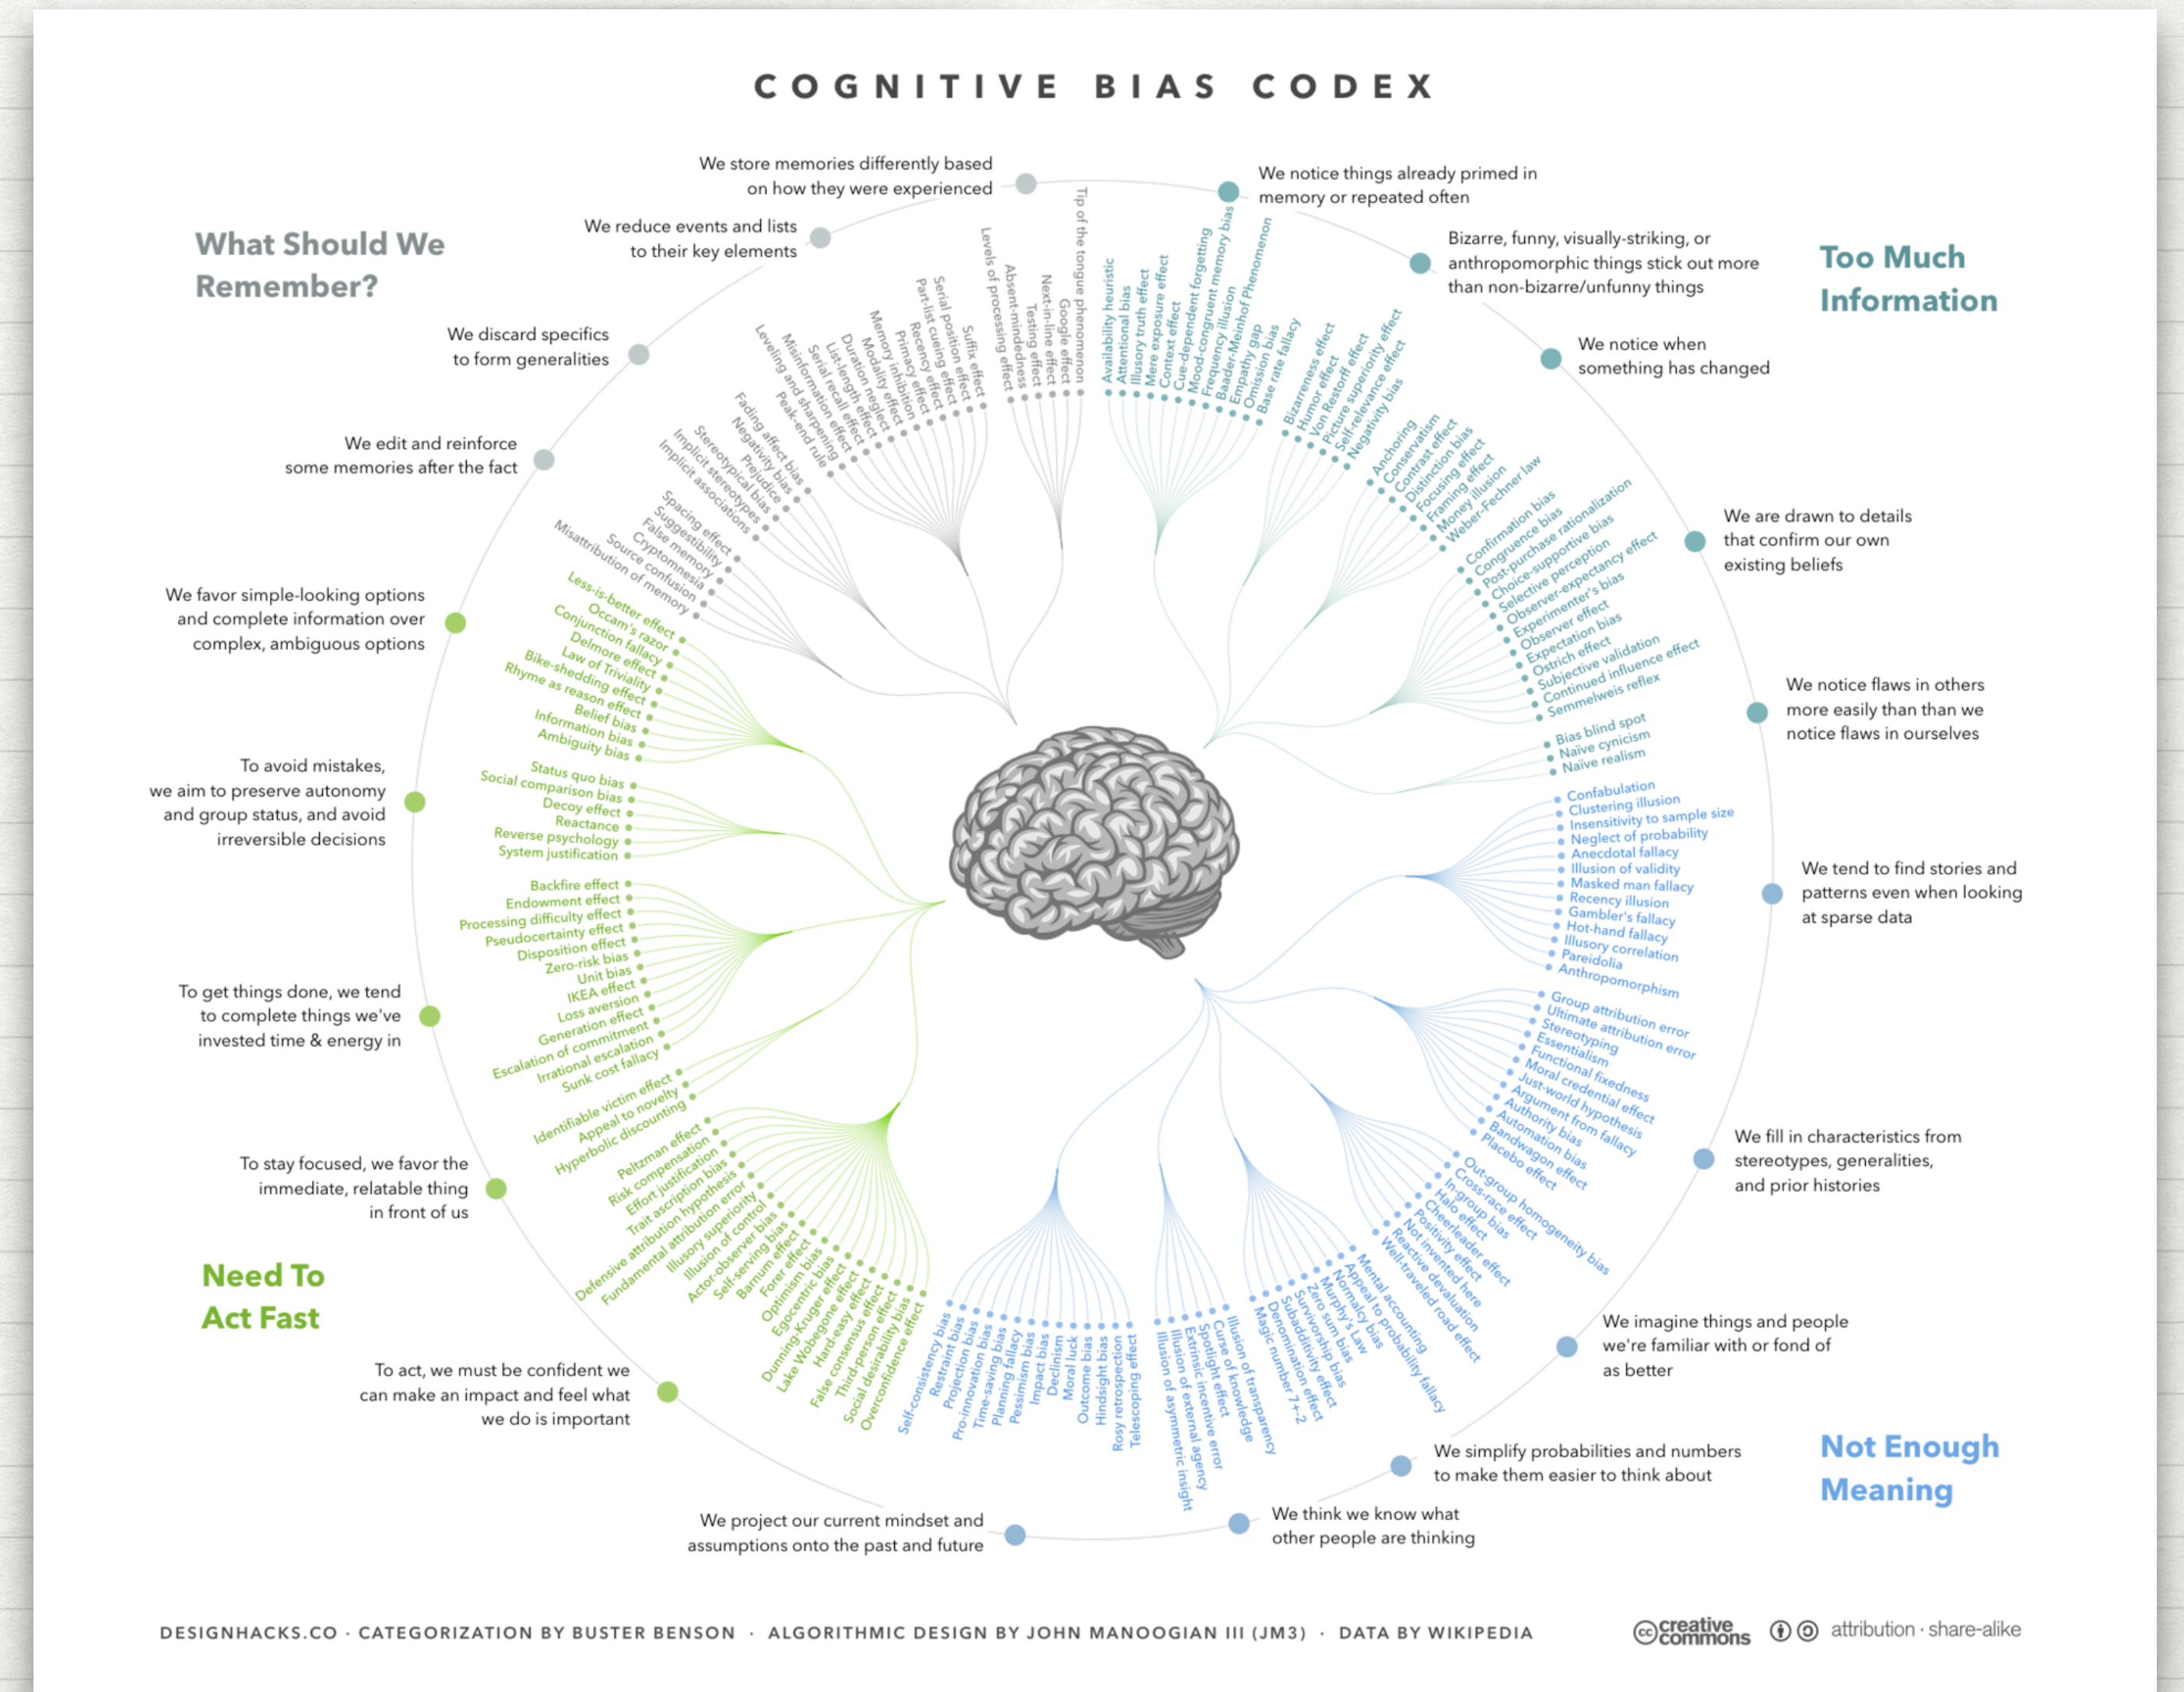 COGNITIVE BIAS CODEX
What Should We
Remember?
We store memories differently based
on how they were experienced
We reduce events and lists
to their key elements
We discard specifics
to form generalities
We edit and reinforce
some memories after the fact
Tip of the tongue phenomenon
Google effect
Next-in-line effect
Testing effect
Absent-mindedness
Levels of processing effect
Suffix effect
Serial position effect
Part-list cueing effect
Recency effect
Primacy effect
Memory inhibition
Modality effect
Duration neglect
List-length effect
Serial recall effect
Misinformation effect
Leveling and sharpening
Peak-end rule
Fading affect bias
Negativity bias
Prejudice
Stereotypical bias
Implicit stereotypes
Implicit associations
Spacing effect
Suggestibility
False memory
Cryptomnesia
Source confusion
Misattribution of memory
Too Much
Information
We notice things already primed in
memory or repeated often
Bizarre, funny, visually-striking, or
anthropomorphic things stick out more
than non-bizarre/unfunny things
We notice when
something has changed
We are drawn to details
that confirm our own
existing beliefs
We notice flaws in others
more easily than than we
notice flaws in ourselves
Availability heuristic
Attentional bias
Illusory truth effect
Mere exposure effect
Context effect
Cue-dependent forgetting
Mood-congruent memory bias
Frequency illusion
Baader-Meinhof Phenomenon
Empathy gap
Omission bias
Base rate fallacy
Bizarreness effect
Humor effect
Von Restorff effect
Picture superiority effect
Self-relevance effect
Negativity bias
Anchoring
Conservatism
Contrast effect
Distinction bias
Focusing effect
Framing effect
Money illusion
Weber–Fechner law
Confirmation bias
Congruence bias
Post-purchase rationalization
Choice-supportive bias
Selective perception
Observer-expectancy effect
Experimenter's bias
Observer effect
Expectation bias
Ostrich effect
Subjective validation
Continued influence effect
Semmelweis reflex
Bias blind spot
Naïve cynicism
Naïve realism
We tend to find stories and
patterns even when looking
at sparse data
We fill in characteristics from
stereotypes, generalities,
and prior histories
We imagine things and people
we're familiar with or fond of
as better
We simplify probabilities and numbers
to make them easier to think about
We think we know what
other people are thinking
We project our current mindset and
assumptions onto the past and future
Not Enough
Meaning
Confabulation
Clustering illusion
Insensitivity to sample size
Neglect of probability
Anecdotal fallacy
Illusion of validity
Masked man fallacy
Recency illusion
Gambler's fallacy
Hot-hand fallacy
Illusory correlation
Pareidolia
Anthropomorphism
Group attribution error
Ultimate attribution error
Stereotyping
Essentialism
Functional fixedness
Moral credential effect
Just-world hypothesis
Argument from fallacy
Authority bias
Automation bias
Bandwagon effect
Placebo effect
Out-group homogeneity bias
Cross-race effect
In-group bias
Halo effect
Cheerleader effect
Positivity effect
Not invented here
Reactive devaluation
Well-traveled road effect
Mental accounting
Appeal to probability fallacy
Normalcy bias
Murphy's Law
Zero sum bias
Survivorship bias
Subadditivity effect
Denomination effect
Magic number 7+-2
Illusion of transparency
Curse of knowledge
Spotlight effect
Extrinsic incentive error
Illusion of external agency
Illusion of asymmetric insight
Telescoping effect
Rosy retrospection
Hindsight bias
Outcome bias
Moral luck
Declinism
Impact bias
Pessimism bias
Planning fallacy
Time-saving bias
Pro-innovation bias
Projection bias
Restraint bias
Self-consistency bias
We favor simple-looking options
and complete information over
complex, ambiguous options
To avoid mistakes,
we aim to preserve autonomy
and group status, and avoid
irreversible decisions
To get things done, we tend
to complete things we've
invested time & energy in
To stay focused, we favor the
immediate, relatable thing
in front of us
Need To
Act Fast
To act, we must be confident we
can make an impact and feel what
we do is important
Less-is-better effect
Occam's razor
Conjunction fallacy
Delmore effect
Law of Triviality
Bike-shedding effect
Rhyme as reason effect
Belief bias
Information bias
Ambiguity bias
Status quo bias
Social comparison bias
Decoy effect
Reactance
Reverse psychology
System justification
Backfire effect
Endowment effect
Processing difficulty effect
Pseudocertainty effect
Disposition effect
Zero-risk bias
Unit bias
IKEA effect
Loss aversion
Generation effect
Escalation of commitment
Irrational escalation
Sunk cost fallacy
Identifiable victim effect
Appeal to novelty
Hyperbolic discounting
Peltzman effect
Risk compensation
Effort justification
Trait ascription bias
Defensive attribution hypothesis
Fundamental attribution error
Illusory superiority
Illusion of control
Actor-observer bias
Self-serving bias
Barnum effect
Forer effect
Optimism bias
Egocentric bias
Dunning-Kruger effect
Lake Wobegone effect
Hard-easy effect
False consensus effect
Third-person effect
Social desirability bias
Overconfidence effect
DESIGNHACKS.CO · CATEGORIZATION BY BUSTER BENSON · ALGORITHMIC DESIGN BY JOHN MANOOGIAN III (JM3) · DATA BY WIKIPEDIA
cc creative commons
attribution · share-alike